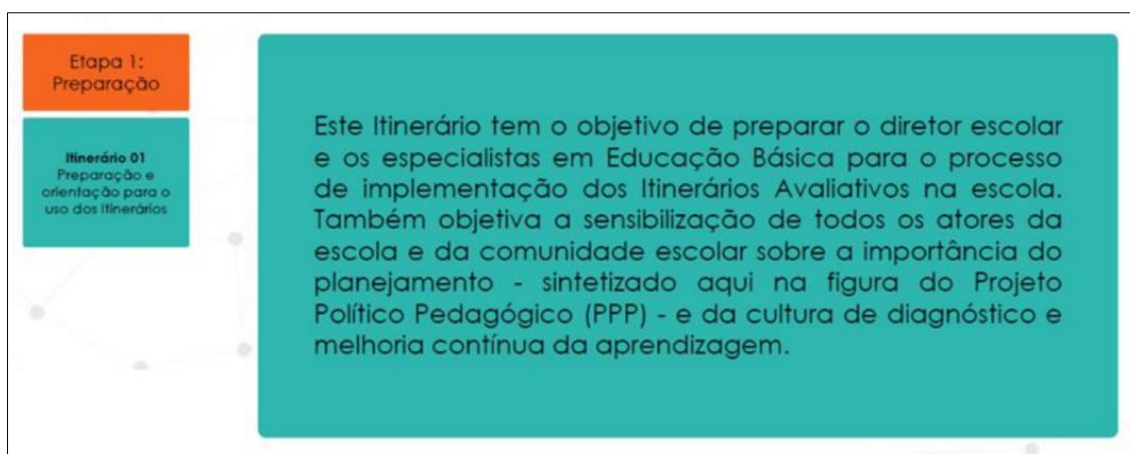 Etapa 1:
Preparação
Itinerário 01
Preparação e
orientação para o
uso dos Itinerários
Este Itinerário tem o objetivo de preparar o diretor escolar
e os especialistas em Educação Básica para o processo
de implementação dos Itinerários Avaliativos na escola.
Também objetiva a sensibilização de todos os atores da
escola e da comunidade escolar sobre a importância do
planejamento - sintetizado aqui na figura do Projeto
Político Pedagógico (PPP) - e da cultura de diagnóstico e
melhoria contínua da aprendizagem.